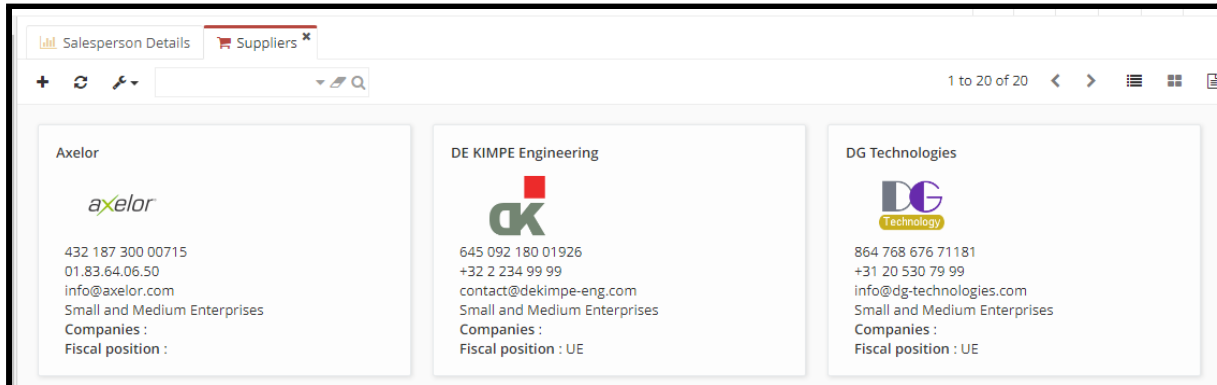 Salesperson Details Suppliers ×
1 to 20 of 20
Axelor
axelor
432 187 300 00715
01.83.64.06.50
info@axelor.com
Small and Medium Enterprises
Companies :
Fiscal position :
DE KIMPE Engineering
dK
645 092 180 01926
+32 2 234 99 99
contact@dekimpe-eng.com
Small and Medium Enterprises
Companies :
Fiscal position : UE
DG Technologies
DG
Technology
864 768 676 71181
+31 20 530 79 99
info@dg-technologies.com
Small and Medium Enterprises
Companies :
Fiscal position : UE